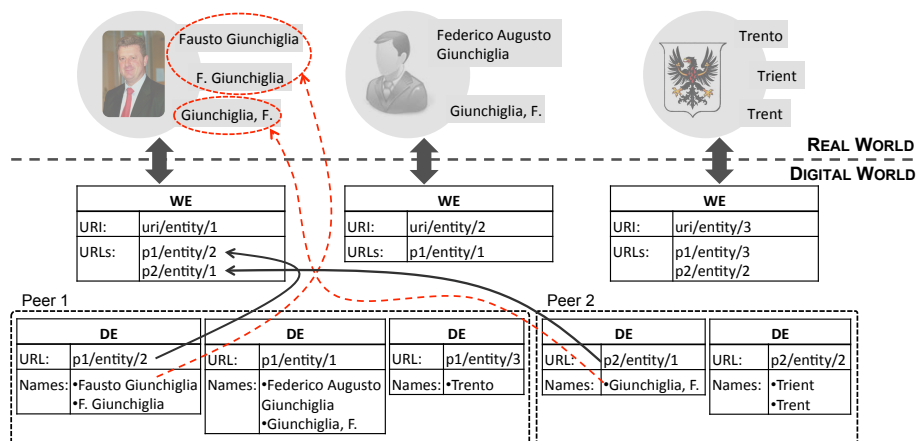 Fausto Giunchiglia
F. Giunchiglia
Giunchiglia, F.
Federico Augusto
Giunchiglia
Giunchiglia, F.
Trento
Trient
Trent
REAL WORLD
DIGITAL WORLD
WE
URI: uri/entity/1
URLs: p1/entity/2
p2/entity/1
WE
URI: uri/entity/2
URLs: p1/entity/1
WE
URI: uri/entity/3
URLs: p1/entity/3
p2/entity/2
Peer 1
DE
URL: p1/entity/2
Names: •Fausto Giunchiglia
•F. Giunchiglia
DE
URL: p1/entity/1
Names: •Federico Augusto
Giunchiglia
•Giunchiglia, F.
DE
URL: p1/entity/3
Names: •Trento
Peer 2
DE
URL: p2/entity/1
Names: •Giunchiglia, F.
DE
URL: p2/entity/2
Names: •Trient
•Trent